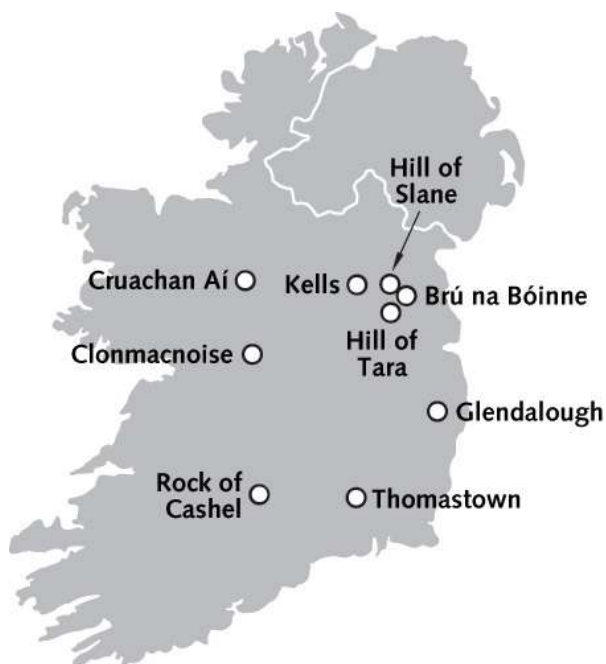 Hill of
Slane
Cruachan Aí
Kells
Brú na Bóinne
Hill of
Tara
Clonmacnoise
Glendalough
Rock of
Cashel
Thomastown